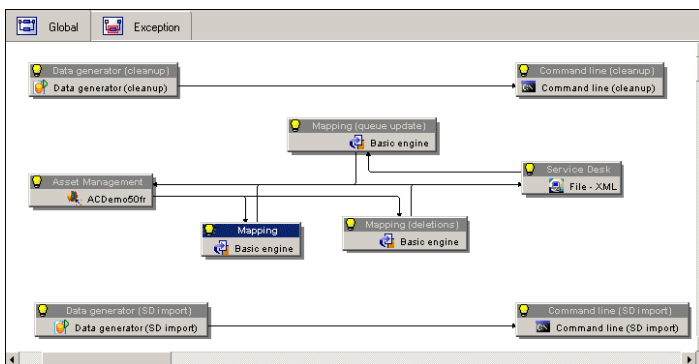 Global
Exception
Data generator (cleanup)
Data generator (cleanup)
Command line (cleanup)
Command line (cleanup)
Mapping (queue update)
Basic engine
Asset Management
ACDemo50fr
Service Desk
File - XML
Mapping
Basic engine
Mapping (deletions)
Basic engine
Data generator (SD import)
Data generator (SD import)
Command line (SD import)
Command line (SD import)